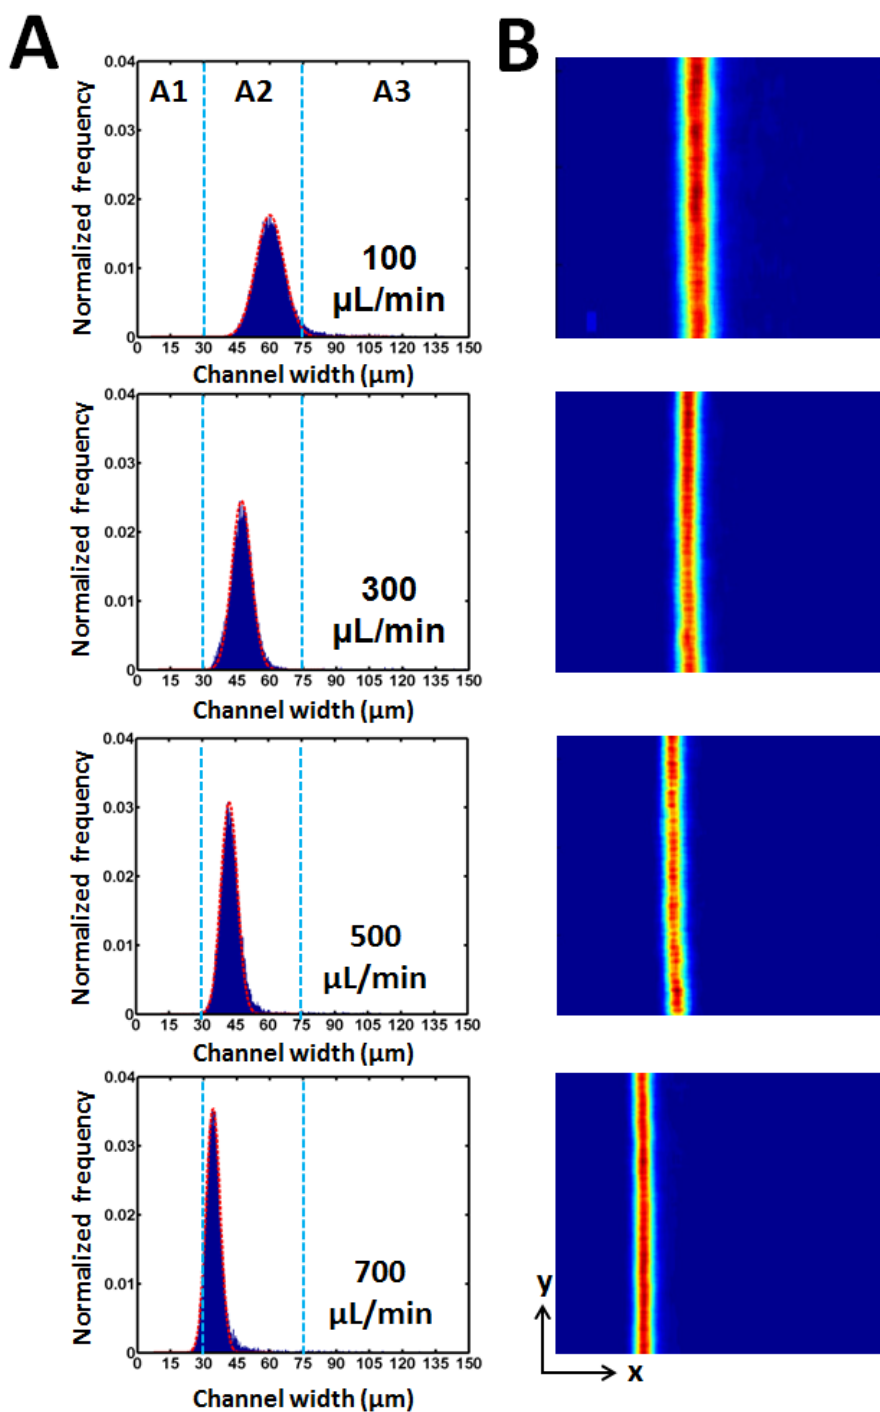 A
B
Normalized frequency
0.04
0.03
0.02
0.01
0
A1 A2 A3
100
µL/min
0 15 30 45 60 75 90 105 120 135 150
Channel width (µm)
Normalized frequency
0.04
0.03
0.02
0.01
0
300
µL/min
0 15 30 45 60 75 90 105 120 135 150
Channel width (µm)
Normalized frequency
0.04
0.03
0.02
0.01
0
500
µL/min
0 15 30 45 60 75 90 105 120 135 150
Channel width (µm)
Normalized frequency
0.04
0.03
0.02
0.01
0
700
µL/min
0 15 30 45 60 75 90 105 120 135 150
Channel width (µm)
y
x